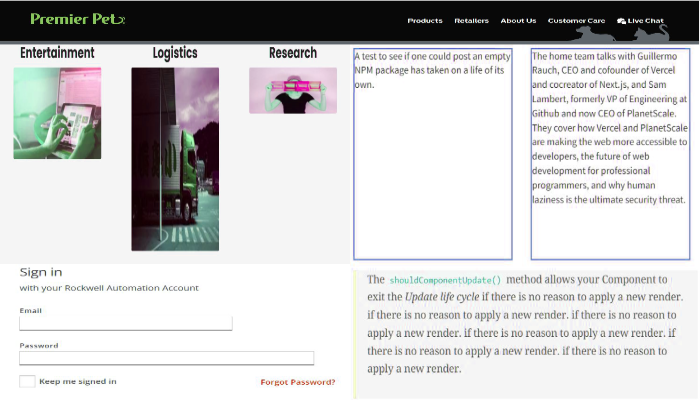 Premier Pet
Products Retailers About Us Customer Care Live Chat
Entertainment Logistics Research
A test to see if one could post an empty
NPM package has taken on a life of its
own.
The home team talks with Guillermo
Rauch, CEO and cofounder of Vercel
and cocreator of Next.js, and Sam
Lambert, formerly VP of Engineering at
Github and now CEO of PlanetScale.
They cover how Vercel and PlanetScale
are making the web more accessible to
developers, the future of web
development for professional
programmers, and why human
laziness is the ultimate security threat.
Sign in
with your Rockwell Automation Account
Email
Password
Keep me signed in Forgot Password?
The shouldComponentUpdate() method allows your Component to
exit the Update life cycle if there is no reason to apply a new render.
if there is no reason to apply a new render. if there is no reason to
apply a new render. if there is no reason to apply a new render. if
there is no reason to apply a new render. if there is no reason to
apply a new render.